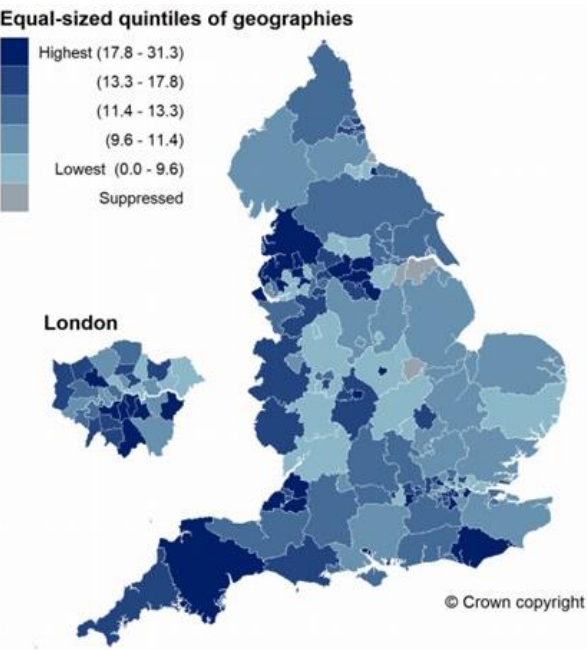 Equal-sized quintiles of geographies
Highest (17.8 - 31.3)
(13.3 - 17.8)
(11.4 - 13.3)
(9.6 - 11.4)
Lowest (0.0 - 9.6)
Suppressed
London
© Crown copyright